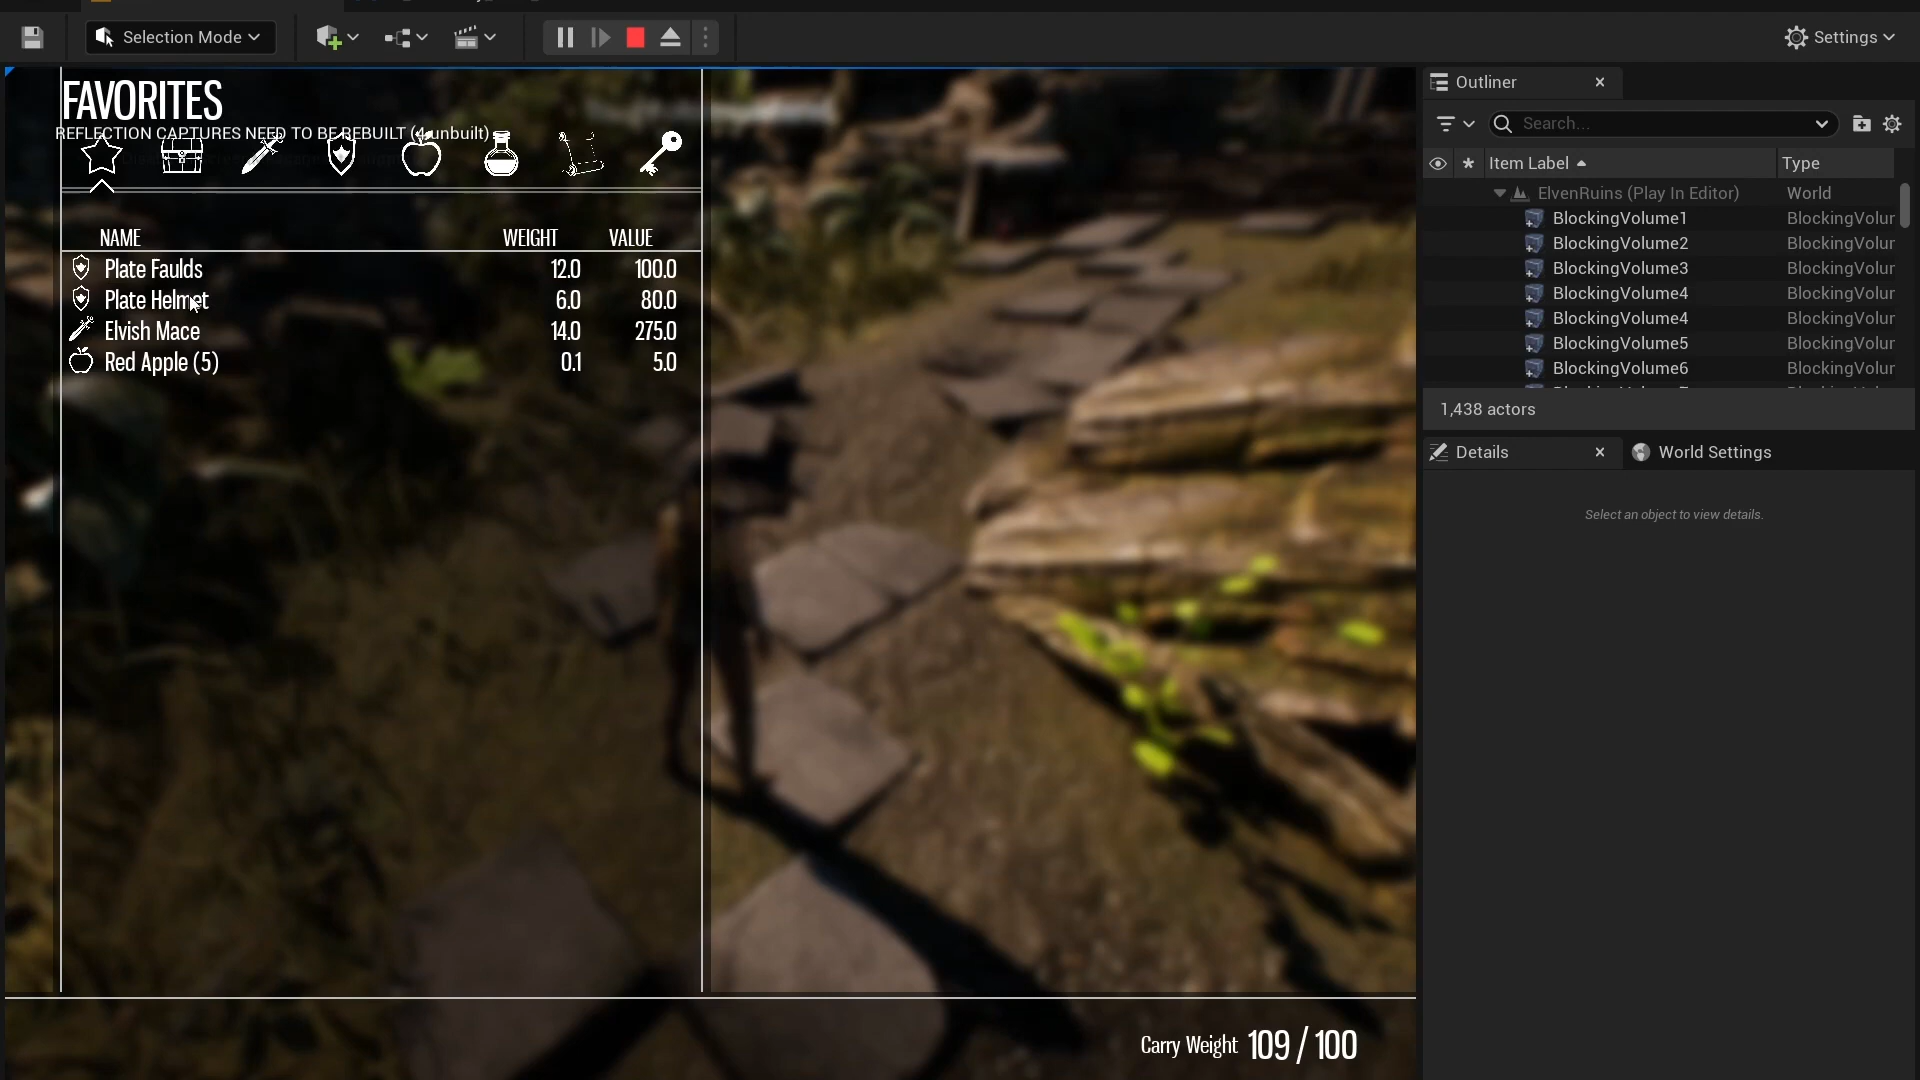 Selection Mode
Settings
FAVORITES
REFLECTION CAPTURES NEED TO BE REBUILT (4 unbuilt)
NAME WEIGHT VALUE
Plate Faulds 12.0 100.0
Plate Helmet 6.0 80.0
Elvish Mace 14.0 275.0
Red Apple (5) 0.1 5.0
Carry Weight 109 / 100
Outliner
Search...
Item Label Type
ElvenRuins (Play In Editor) World
BlockingVolume1 BlockingVolur
BlockingVolume2 BlockingVolur
BlockingVolume3 BlockingVolur
BlockingVolume4 BlockingVolur
BlockingVolume4 BlockingVolur
BlockingVolume5 BlockingVolur
BlockingVolume6 BlockingVolur
1,438 actors
Details World Settings
Select an object to view details.